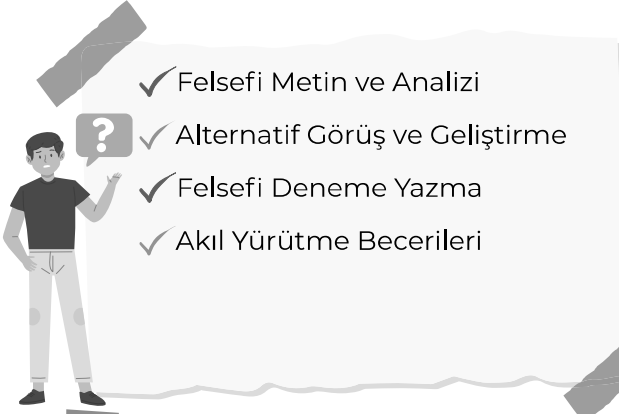 Felsefi Metin ve Analizi
?
Alternatif Görüş ve Geliştirme
Felsefi Deneme Yazma
Akıl Yürütme Becerileri